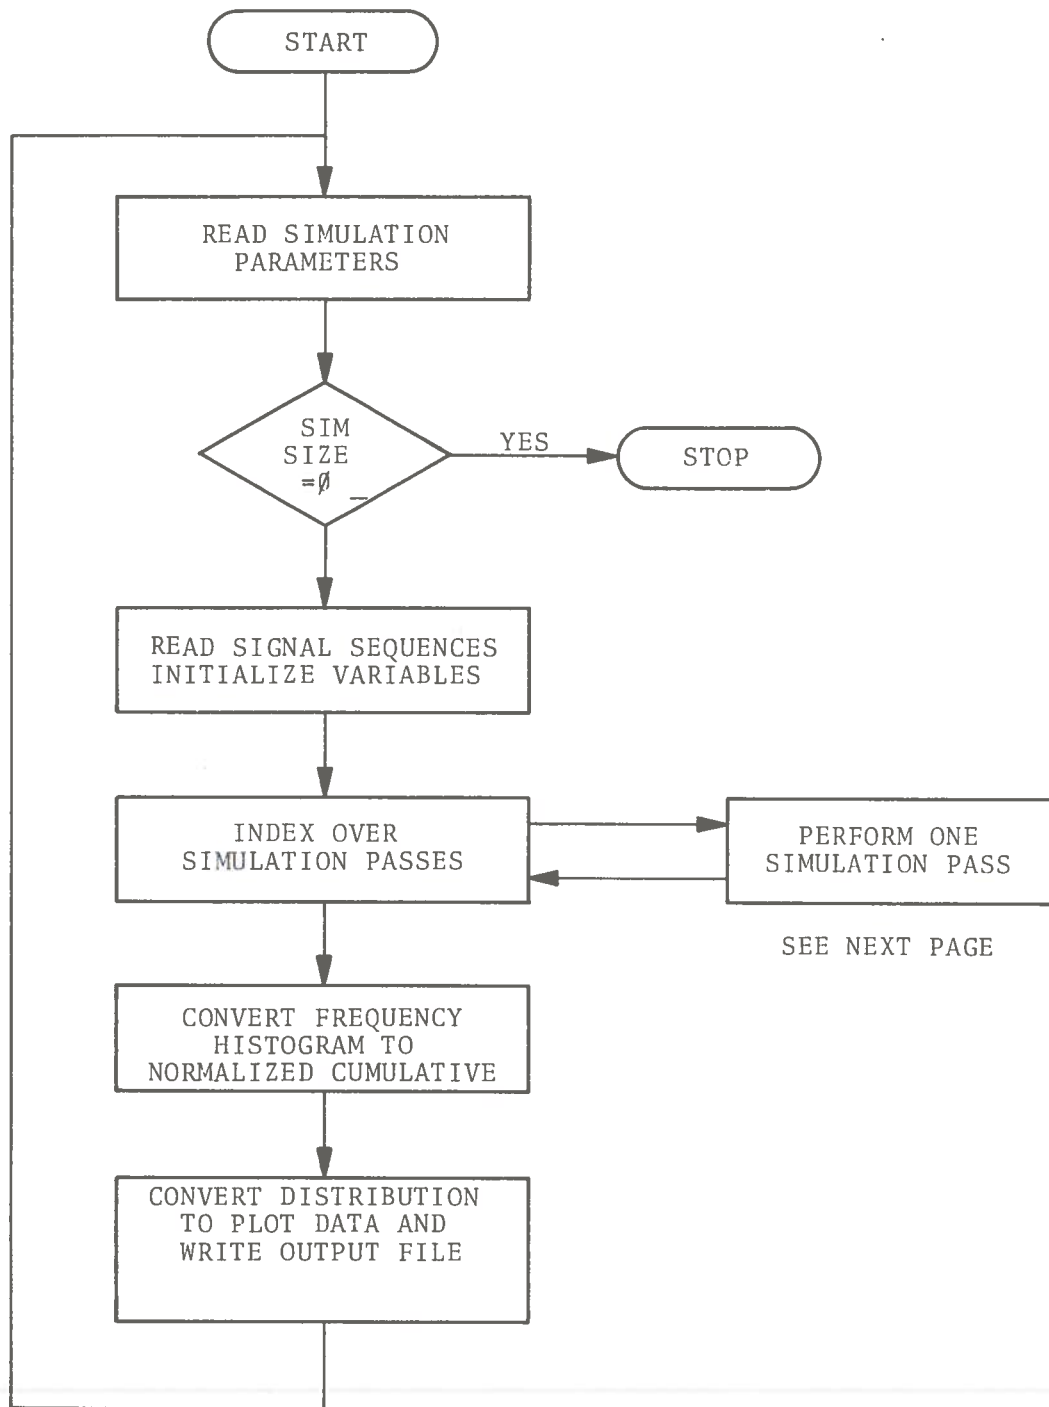 START
READ SIMULATION
PARAMETERS
SIM
SIZE
=Ø
YES
STOP
READ SIGNAL SEQUENCES
INITIALIZE VARIABLES
INDEX OVER
SIMULATION PASSES
PERFORM ONE
SIMULATION PASS
SEE NEXT PAGE
CONVERT FREQUENCY
HISTOGRAM TO
NORMALIZED CUMULATIVE
CONVERT DISTRIBUTION
TO PLOT DATA AND
WRITE OUTPUT FILE